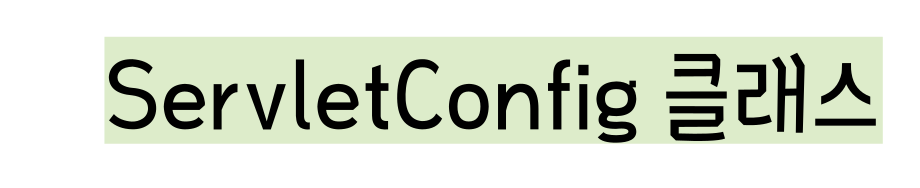 ServletConfig 클래스